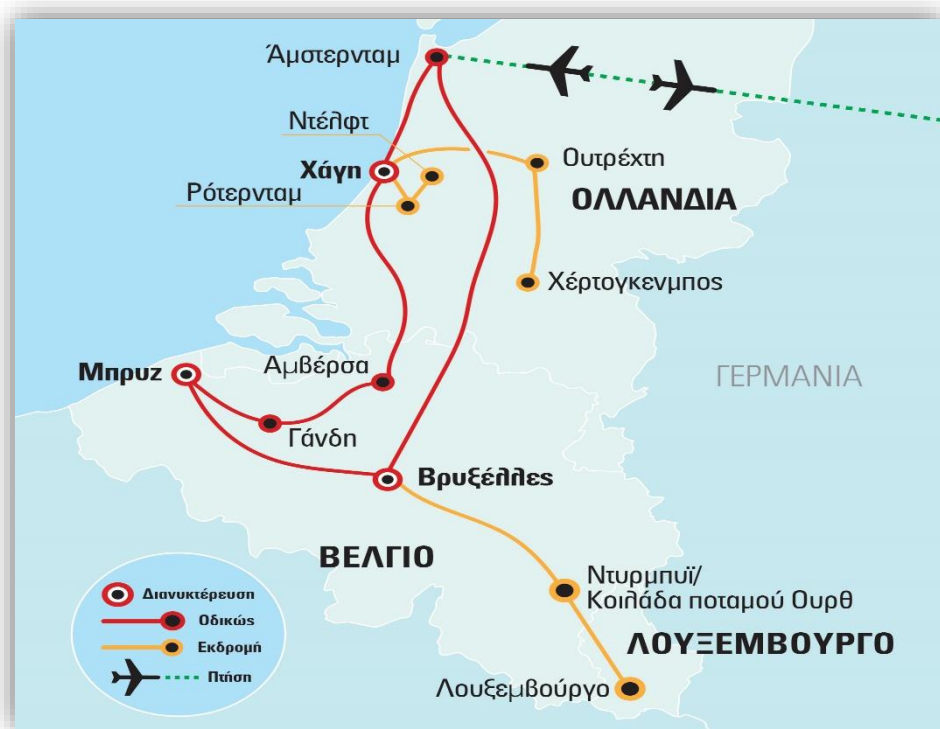 Άμστερνταμ
Ντέλφτ
Χάγη
Ουτρέχτη
Ρότερνταμ
ΟΛΛΑΝΔΙΑ
Χέρτογκενμπος
Μπρυζ
Αμβέρσα
ΓΕΡΜΑΝΙΑ
Γάνδη
Βρυξέλλες
ΒΕΛΓΙΟ
Ντυρμπυϊ/
Κοιλάδα ποταμού Ουρθ
ΛΟΥΞΕΜΒΟΥΡΓΟ
Λουξεμβούργο
Διανυκτέρευση
Οδικώς
Εκδρομή
Πτήση